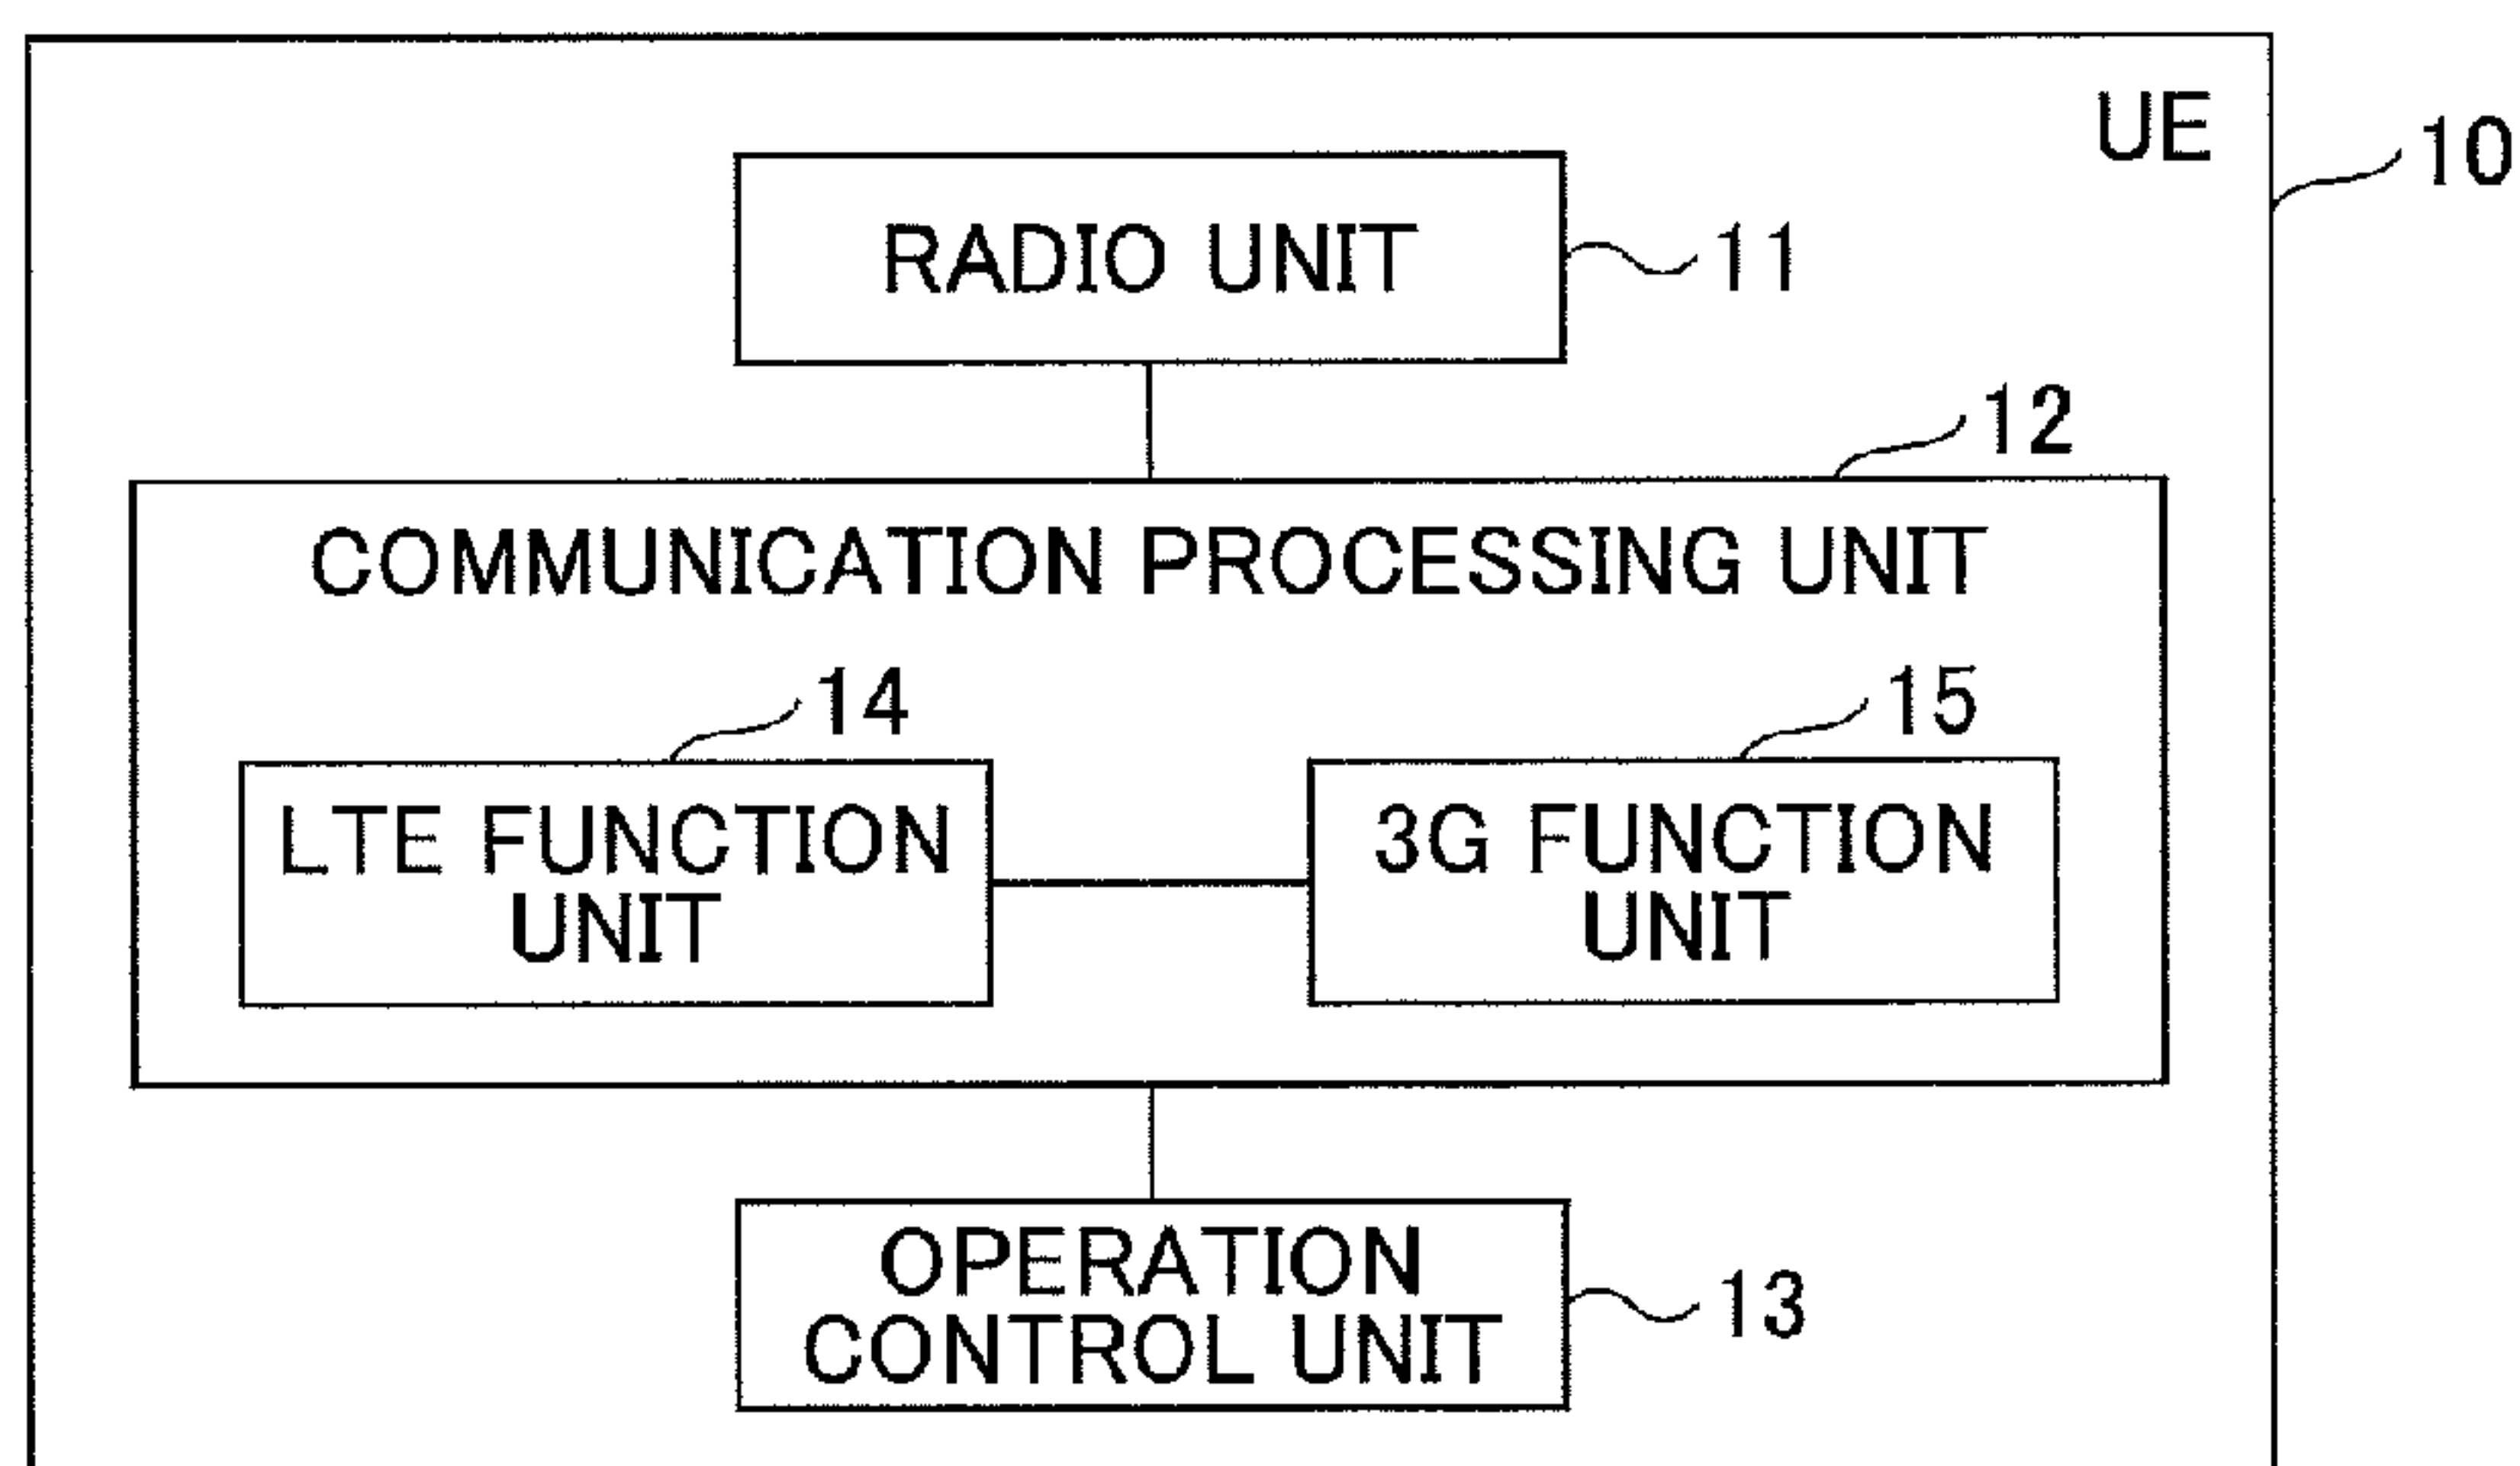 UE
10
RADIO UNIT
11
12
COMMUNICATION PROCESSING UNIT
14
15
LTE FUNCTION
UNIT
3G FUNCTION
UNIT
OPERATION
CONTROL UNIT
13